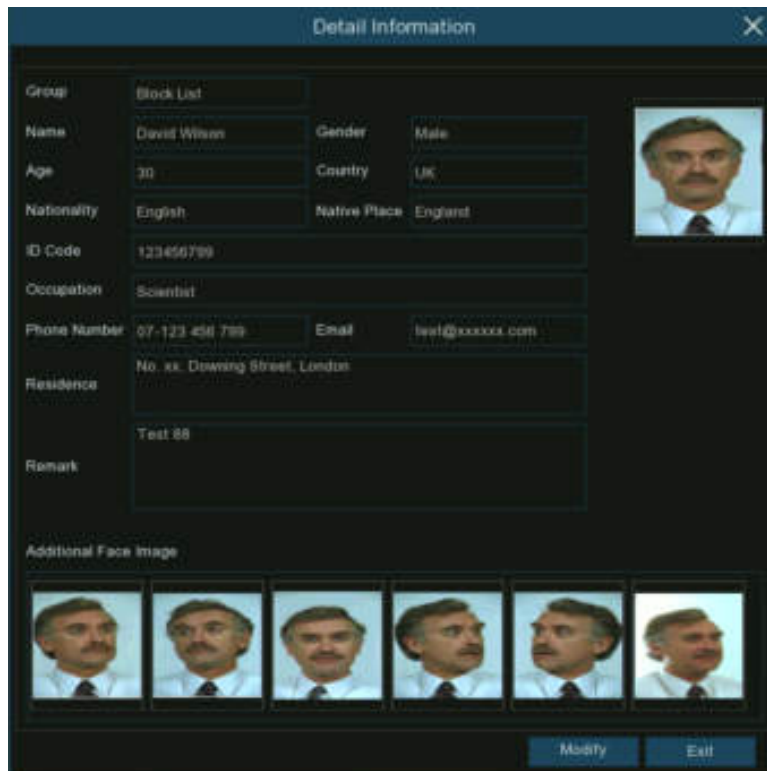 Detail Information
Group Block List
Name David Wilson Gender Male
Age 30 Country UK
Nationality English Native Place England
ID Code 123456799
Occupation Scientist
Phone Number 07-123 456 799 Email test@xxxxxx.com
No. xx. Downing Street, London
Residence
Test 88
Remark
Additional Face Image
Modify Exit